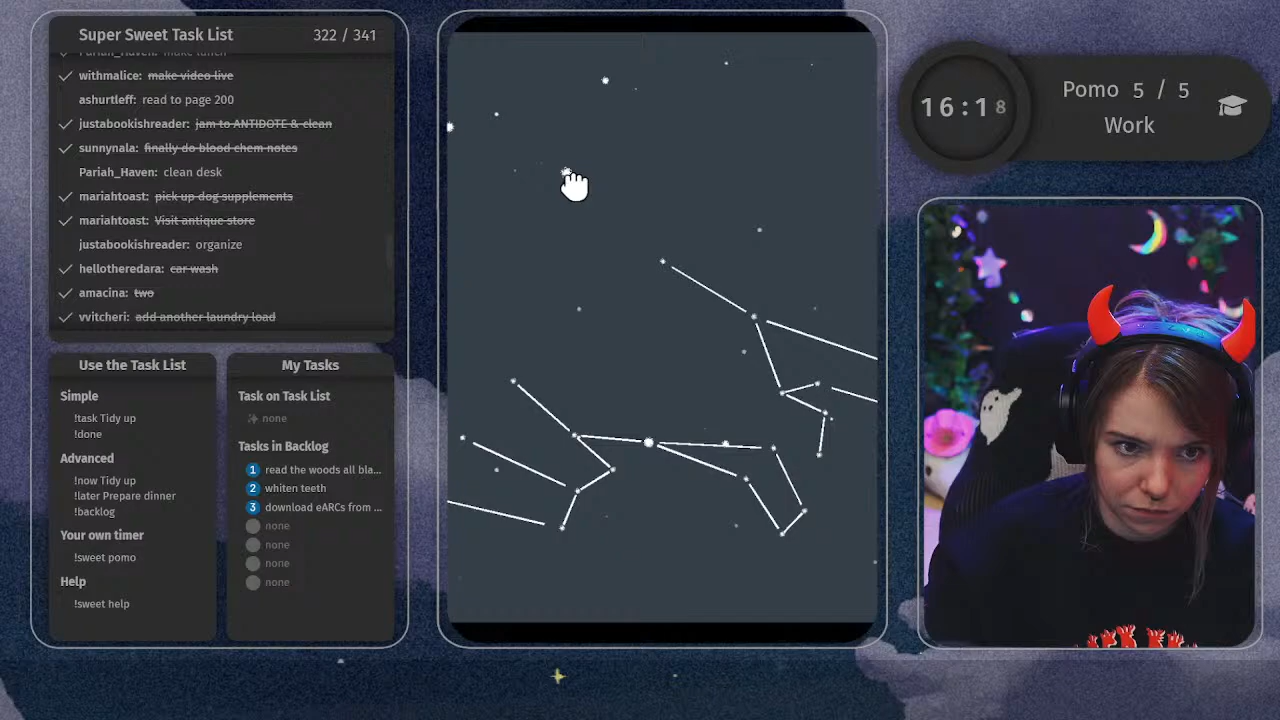 Super Sweet Task List 322 / 341
Pariah_Haven: make lunch
withmalice: make video live
ashurtleff: read to page 200
justabookishreader: jam to ANTIDOTE & clean
sunnynala: finally do blood chem notes
Pariah_Haven: clean desk
mariahtoast: pick up dog supplements
mariahtoast: Visit antique store
justabookishreader: organize
hellotheredara: car wash
amacina: two
vvitcheri: add another laundry load
Use the Task List
Simple
!task Tidy up
!done
Advanced
!now Tidy up
!later Prepare dinner
!backlog
Your own timer
!sweet pomo
Help
!sweet help
My Tasks
Task on Task List
none
Tasks in Backlog
1 read the woods all bla...
2 whiten teeth
3 download eARCs from ...
none
none
none
none
16:18
Pomo 5 / 5
Work